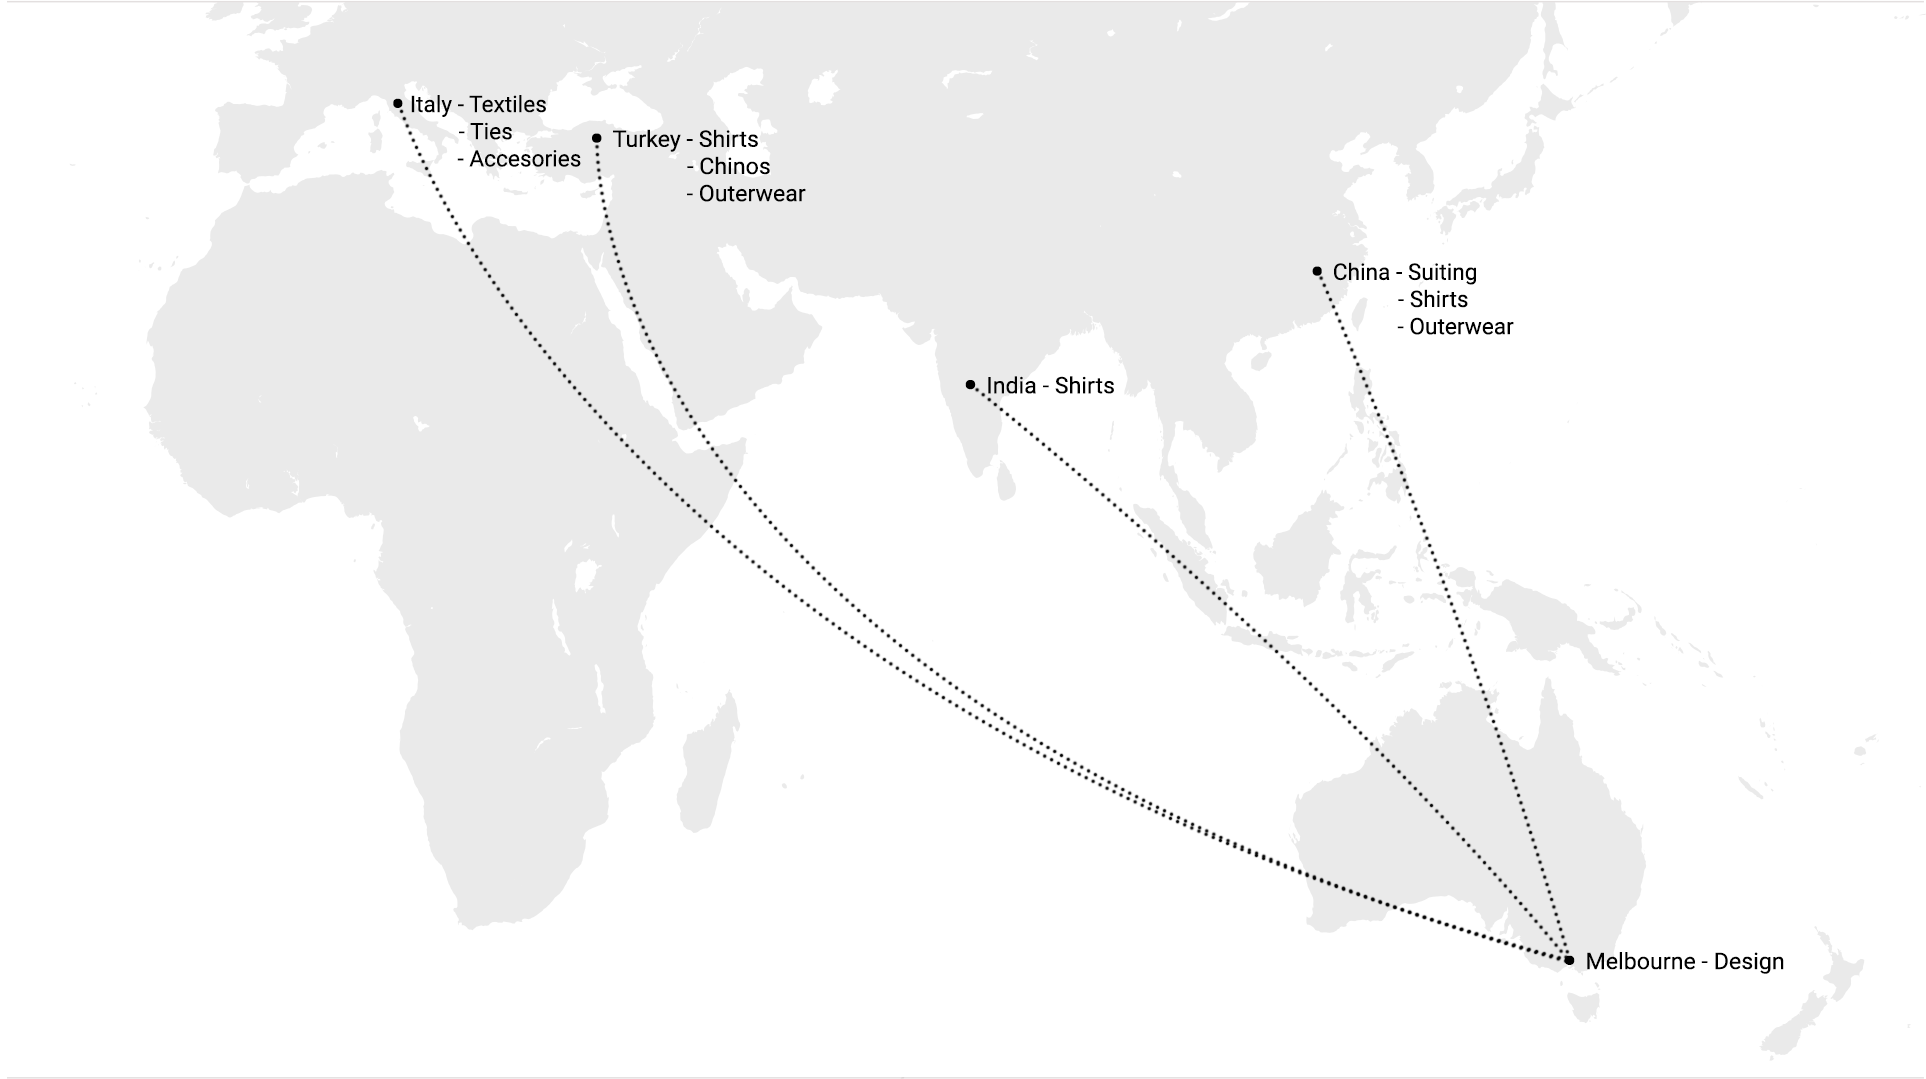 Italy - Textiles
- Ties
- Accesories
Turkey - Shirts
- Chinos
- Outerwear
China - Suiting
- Shirts
- Outerwear
India - Shirts
Melbourne - Design